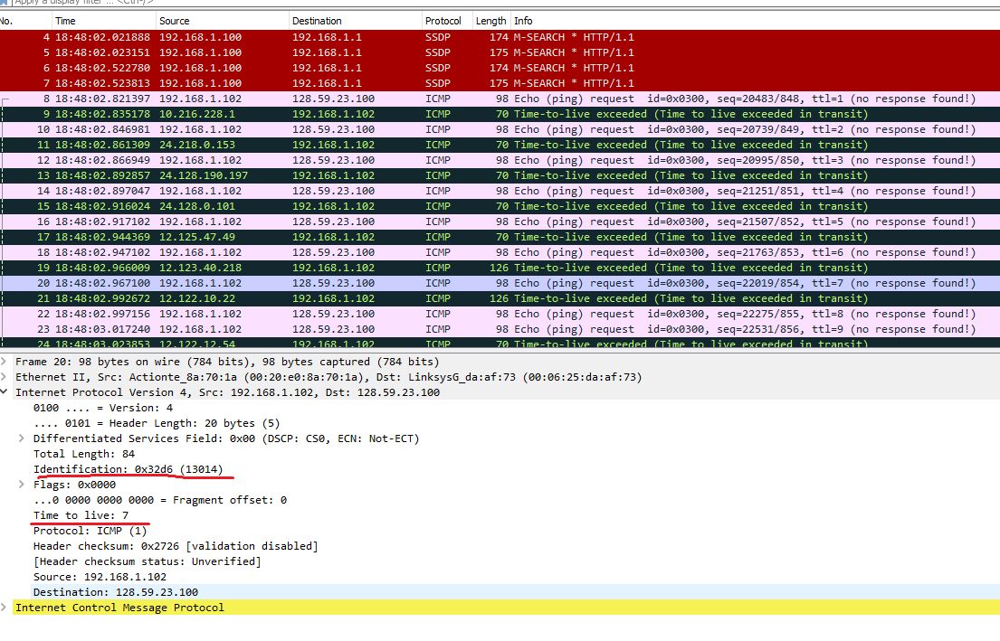 Apply a display filter ... <Ctrl-/>
No. Time Source Destination Protocol Length Info
4 18:48:02.021888 192.168.1.100 192.168.1.1 SSDP 174 M-SEARCH * HTTP/1.1
5 18:48:02.023151 192.168.1.100 192.168.1.1 SSDP 175 M-SEARCH * HTTP/1.1
6 18:48:02.522780 192.168.1.100 192.168.1.1 SSDP 174 M-SEARCH * HTTP/1.1
7 18:48:02.523813 192.168.1.100 192.168.1.1 SSDP 175 M-SEARCH * HTTP/1.1
8 18:48:02.821397 192.168.1.102 128.59.23.100 ICMP 98 Echo (ping) request id=0x0300, seq=20483/848, ttl=1 (no response found!)
9 18:48:02.835178 10.216.228.1 192.168.1.102 ICMP 70 Time-to-live exceeded (Time to live exceeded in transit)
10 18:48:02.846981 192.168.1.102 128.59.23.100 ICMP 98 Echo (ping) request id=0x0300, seq=20739/849, ttl=2 (no response found!)
11 18:48:02.861309 24.218.0.153 192.168.1.102 ICMP 70 Time-to-live exceeded (Time to live exceeded in transit)
12 18:48:02.866949 192.168.1.102 128.59.23.100 ICMP 98 Echo (ping) request id=0x0300, seq=20995/850, ttl=3 (no response found!)
13 18:48:02.892857 24.128.190.197 192.168.1.102 ICMP 70 Time-to-live exceeded (Time to live exceeded in transit)
14 18:48:02.897047 192.168.1.102 128.59.23.100 ICMP 98 Echo (ping) request id=0x0300, seq=21251/851, ttl=4 (no response found!)
15 18:48:02.916024 24.128.0.101 192.168.1.102 ICMP 70 Time-to-live exceeded (Time to live exceeded in transit)
16 18:48:02.917102 192.168.1.102 128.59.23.100 ICMP 98 Echo (ping) request id=0x0300, seq=21507/852, ttl=5 (no response found!)
17 18:48:02.944369 12.125.47.49 192.168.1.102 ICMP 70 Time-to-live exceeded (Time to live exceeded in transit)
18 18:48:02.947102 192.168.1.102 128.59.23.100 ICMP 98 Echo (ping) request id=0x0300, seq=21763/853, ttl=6 (no response found!)
19 18:48:02.966009 12.123.40.218 192.168.1.102 ICMP 126 Time-to-live exceeded (Time to live exceeded in transit)
20 18:48:02.967100 192.168.1.102 128.59.23.100 ICMP 98 Echo (ping) request id=0x0300, seq=22019/854, ttl=7 (no response found!)
21 18:48:02.992672 12.122.10.22 192.168.1.102 ICMP 126 Time-to-live exceeded (Time to live exceeded in transit)
22 18:48:02.997156 192.168.1.102 128.59.23.100 ICMP 98 Echo (ping) request id=0x0300, seq=22275/855, ttl=8 (no response found!)
23 18:48:03.017240 192.168.1.102 128.59.23.100 ICMP 98 Echo (ping) request id=0x0300, seq=22531/856, ttl=9 (no response found!)
24 18:48:03.023853 12.122.12.54 192.168.1.102 ICMP 70 Time-to-live exceeded (Time to live exceeded in transit)
Frame 20: 98 bytes on wire (784 bits), 98 bytes captured (784 bits)
Ethernet II, Src: Actionte_8a:70:1a (00:20:e0:8a:70:1a), Dst: LinksysG_da:af:73 (00:06:25:da:af:73)
Internet Protocol Version 4, Src: 192.168.1.102, Dst: 128.59.23.100
0100 .... = Version: 4
.... 0101 = Header Length: 20 bytes (5)
Differentiated Services Field: 0x00 (DSCP: CS0, ECN: Not-ECT)
Total Length: 84
Identification: 0x32d6 (13014)
Flags: 0x0000
...0 0000 0000 0000 = Fragment offset: 0
Time to live: 7
Protocol: ICMP (1)
Header checksum: 0x2726 [validation disabled]
[Header checksum status: Unverified]
Source: 192.168.1.102
Destination: 128.59.23.100
Internet Control Message Protocol